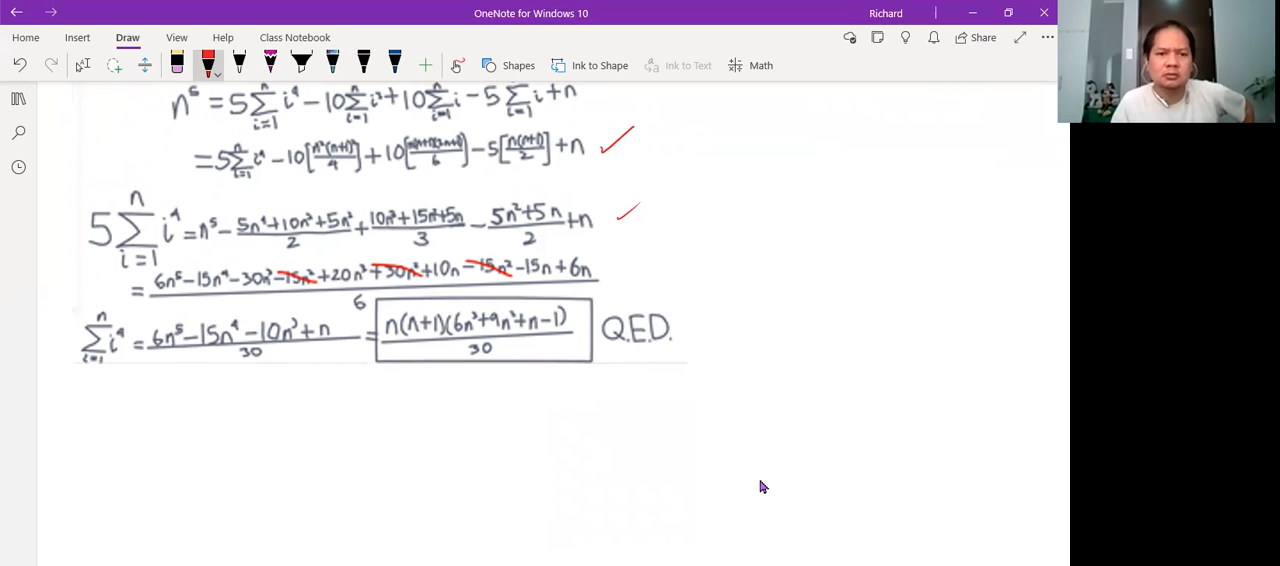 OneNote for Windows 10
Richard
Home Insert Draw View Help Class Notebook Share
Shapes Ink to Shape Ink to Text Math
n⁵ = 5∑i⁴ − 10∑i³ + 10∑i − 5∑i + n
= 5∑i⁴ − 10[n²(n+1)²/4] + 10[n(n+1)(2n+1)/6] − 5[n(n+1)/2] + n
5∑i⁴ = n⁵ − (5n⁴+10n³+5n²)/2 + (10n³+15n²+5n)/3 − (5n²+5n)/2 + n
= (6n⁵−15n⁴−30n³−15n²+20n³+30n²+10n−15n²−15n+6n)/6
∑i⁴ = (6n⁵−15n⁴−10n³+n)/30 = n(n+1)(6n³+9n²+n−1)/30 Q.E.D.